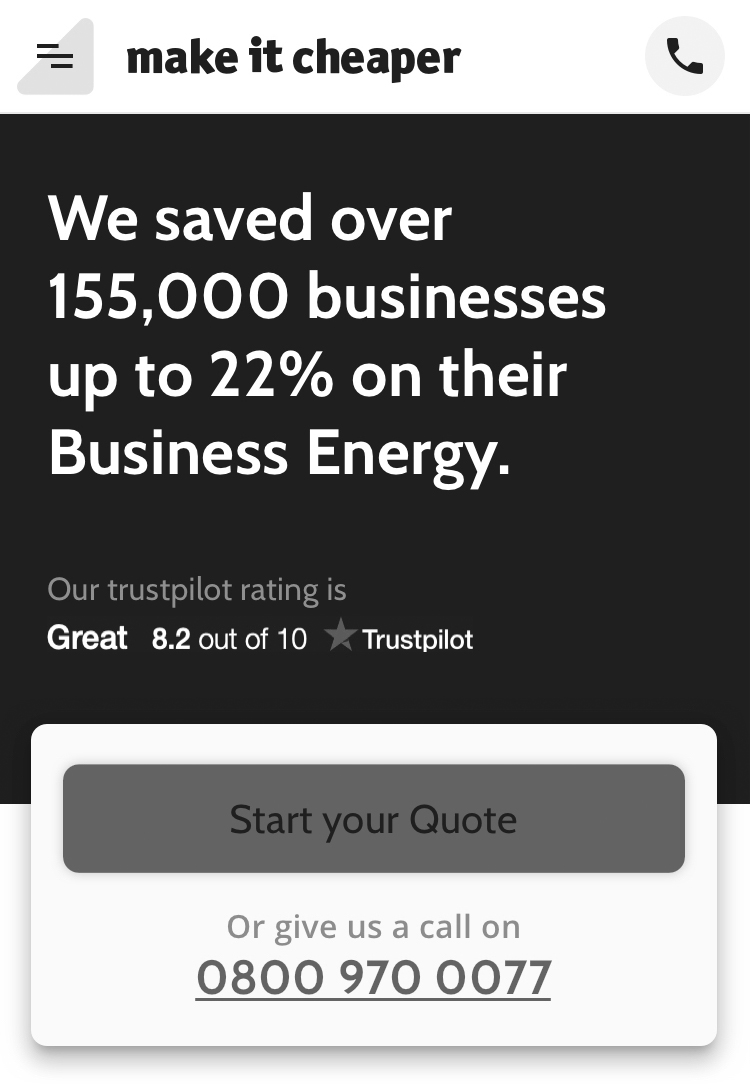 make it cheaper
We saved over
155,000 businesses
up to 22% on their
Business Energy.
Our trustpilot rating is
Great 8.2 out of 10 Trustpilot
Start your Quote
Or give us a call on
0800 970 0077